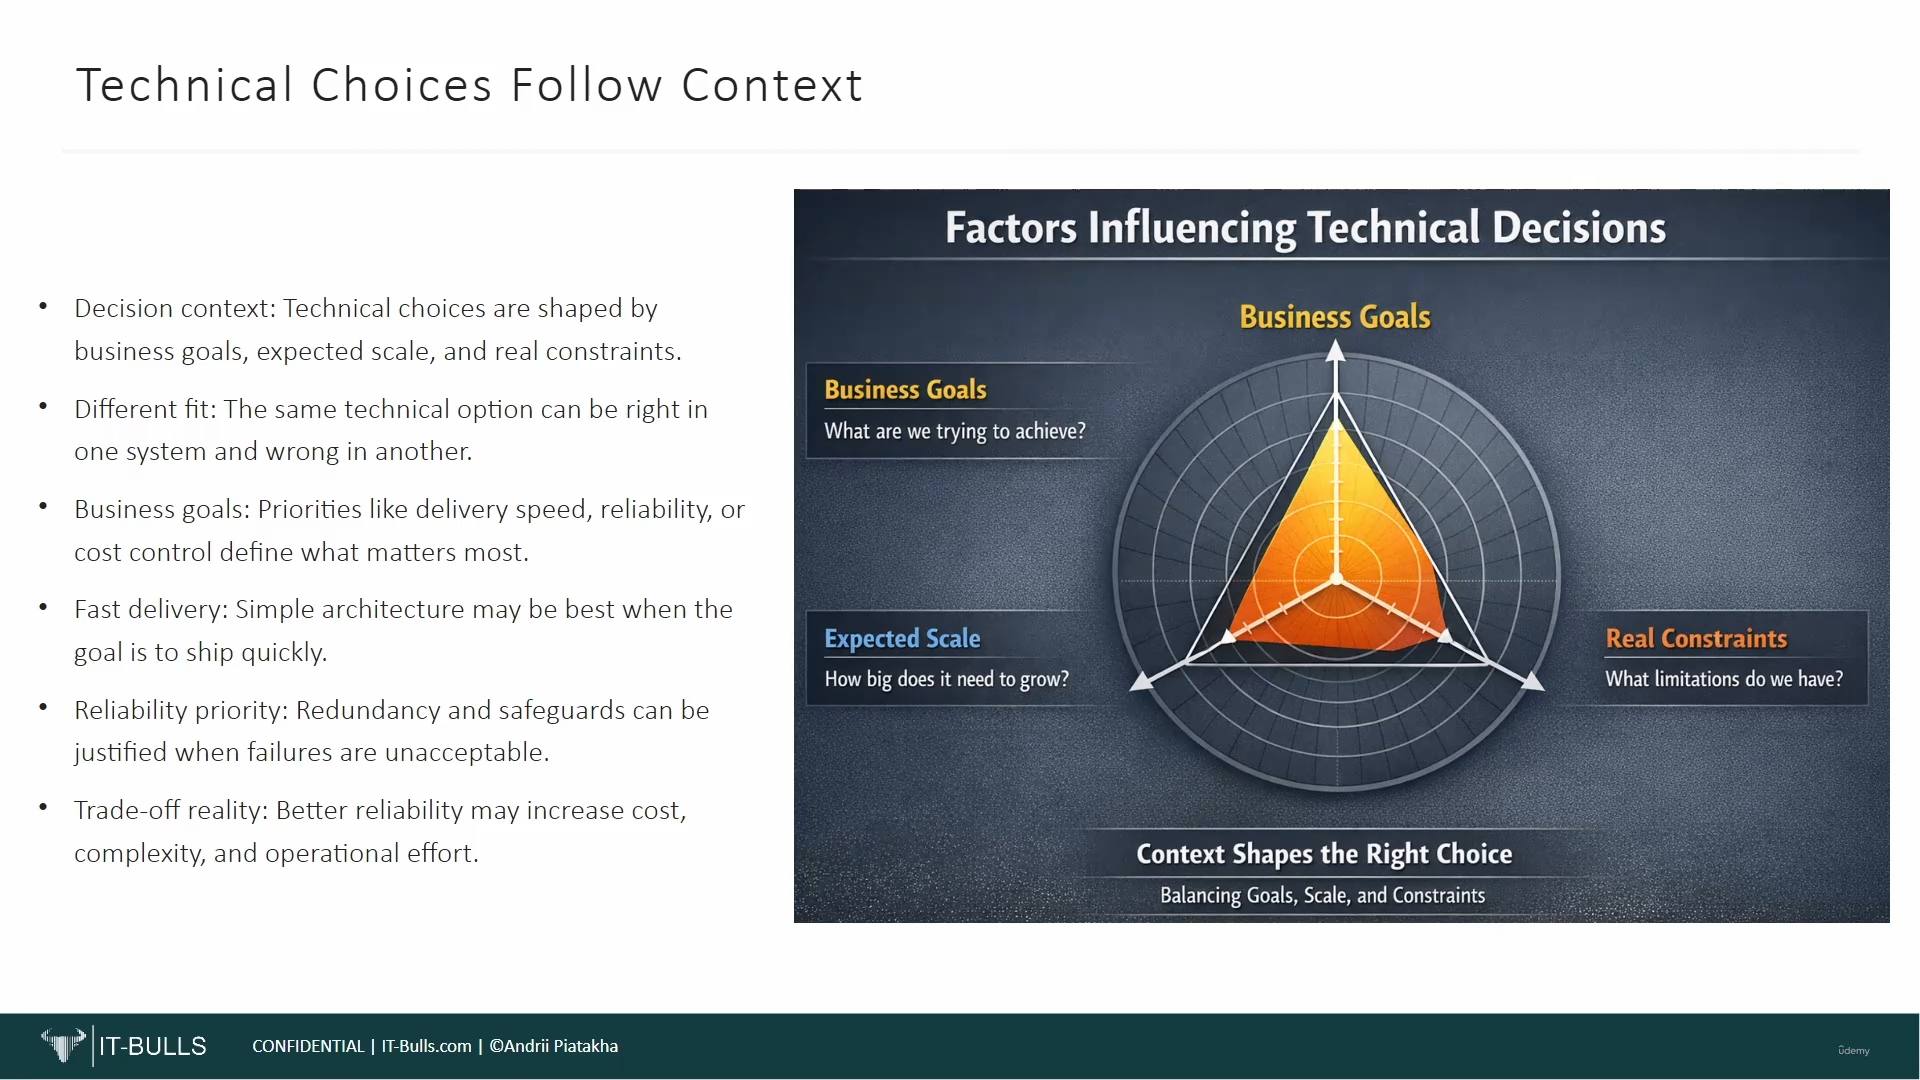 Technical Choices Follow Context
• Decision context: Technical choices are shaped by
business goals, expected scale, and real constraints.
• Different fit: The same technical option can be right in
one system and wrong in another.
• Business goals: Priorities like delivery speed, reliability, or
cost control define what matters most.
• Fast delivery: Simple architecture may be best when the
goal is to ship quickly.
• Reliability priority: Redundancy and safeguards can be
justified when failures are unacceptable.
• Trade-off reality: Better reliability may increase cost,
complexity, and operational effort.
Factors Influencing Technical Decisions
Business Goals
Business Goals
What are we trying to achieve?
Expected Scale
How big does it need to grow?
Real Constraints
What limitations do we have?
Context Shapes the Right Choice
Balancing Goals, Scale, and Constraints
IT-BULLS
CONFIDENTIAL | IT-Bulls.com | ©Andrii Piatakha
udemy